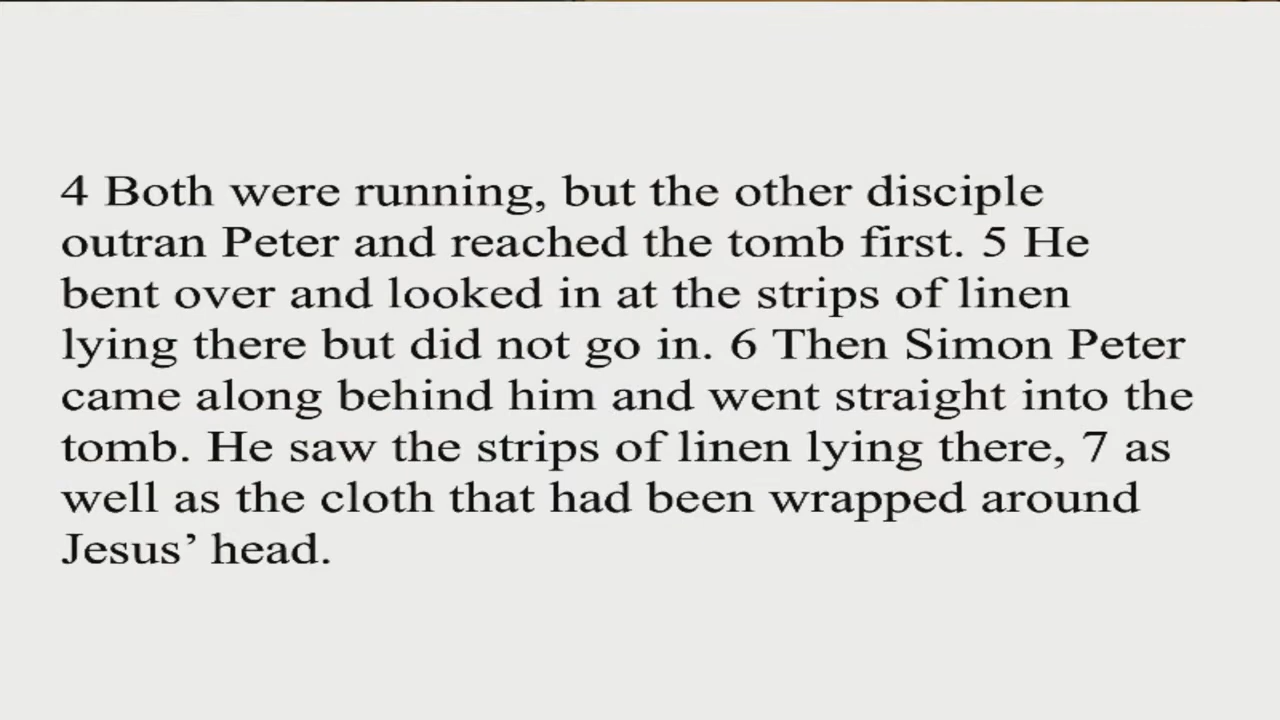 4 Both were running, but the other disciple
outran Peter and reached the tomb first. 5 He
bent over and looked in at the strips of linen
lying there but did not go in. 6 Then Simon Peter
came along behind him and went straight into the
tomb. He saw the strips of linen lying there, 7 as
well as the cloth that had been wrapped around
Jesus’ head.